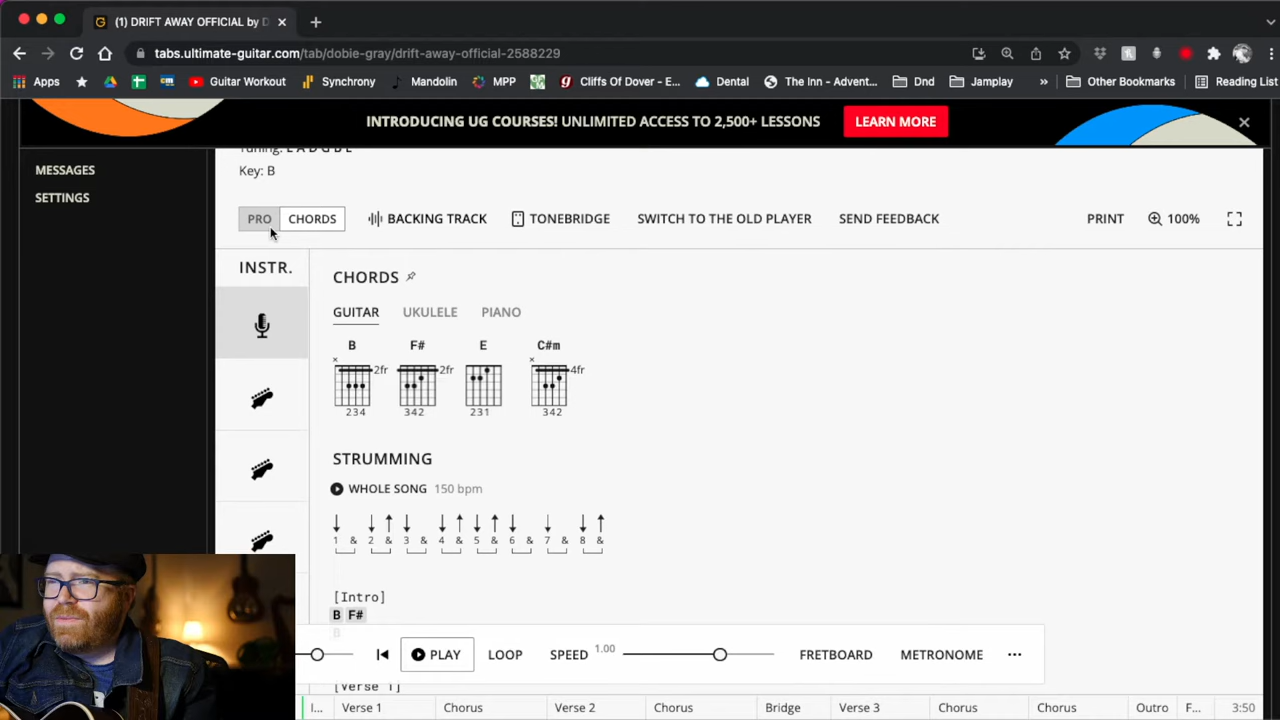 (1) DRIFT AWAY OFFICIAL by D
tabs.ultimate-guitar.com/tab/dobie-gray/drift-away-official-2588229
Apps
Guitar Workout
Synchrony
Mandolin
MPP
Cliffs Of Dover - E...
Dental
The Inn - Advent...
Dnd
Jamplay
»
Other Bookmarks
Reading List
INTRODUCING UG COURSES! UNLIMITED ACCESS TO 2,500+ LESSONS
LEARN MORE
Tuning: E A D G B E
MESSAGES
Key: B
SETTINGS
PRO CHORDS BACKING TRACK TONEBRIDGE SWITCH TO THE OLD PLAYER SEND FEEDBACK PRINT 100%
INSTR.
CHORDS
GUITAR UKULELE PIANO
B F# E C#m
x x
2fr 2fr 4fr
234 342 231 342
STRUMMING
WHOLE SONG 150 bpm
1 & 2 & 3 & 4 & 5 & 6 & 7 & 8 &
[Intro]
B F#
B
PLAY LOOP SPEED 1.00 FRETBOARD METRONOME ...
[Verse 1]
I... Verse 1 Chorus Verse 2 Chorus Bridge Verse 3 Chorus Chorus Outro F... 3:50